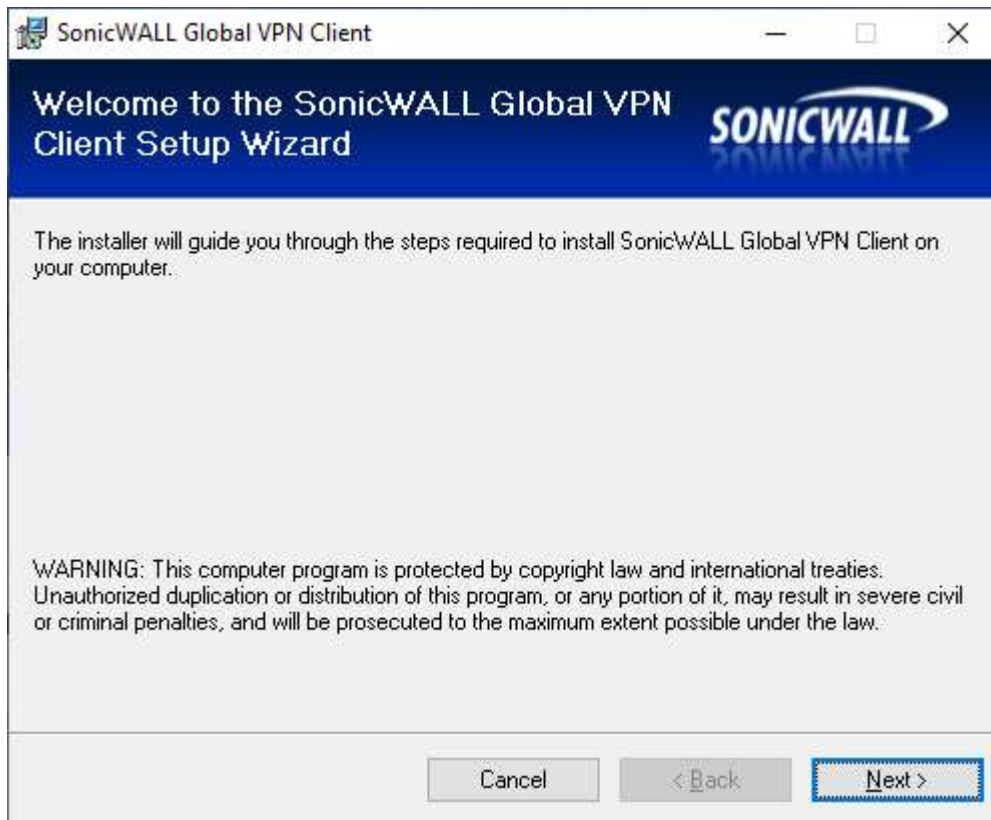 SonicWALL Global VPN Client
Welcome to the SonicWALL Global VPN
Client Setup Wizard
SONICWALL
The installer will guide you through the steps required to install SonicWALL Global VPN Client on
your computer.
WARNING: This computer program is protected by copyright law and international treaties.
Unauthorized duplication or distribution of this program, or any portion of it, may result in severe civil
or criminal penalties, and will be prosecuted to the maximum extent possible under the law.
Cancel
< Back
Next >